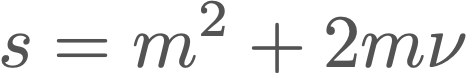 s = m² + 2mν